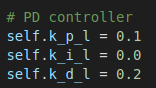 # PD controller
self.k_p_l = 0.1
self.k_i_l = 0.0
self.k_d_l = 0.2